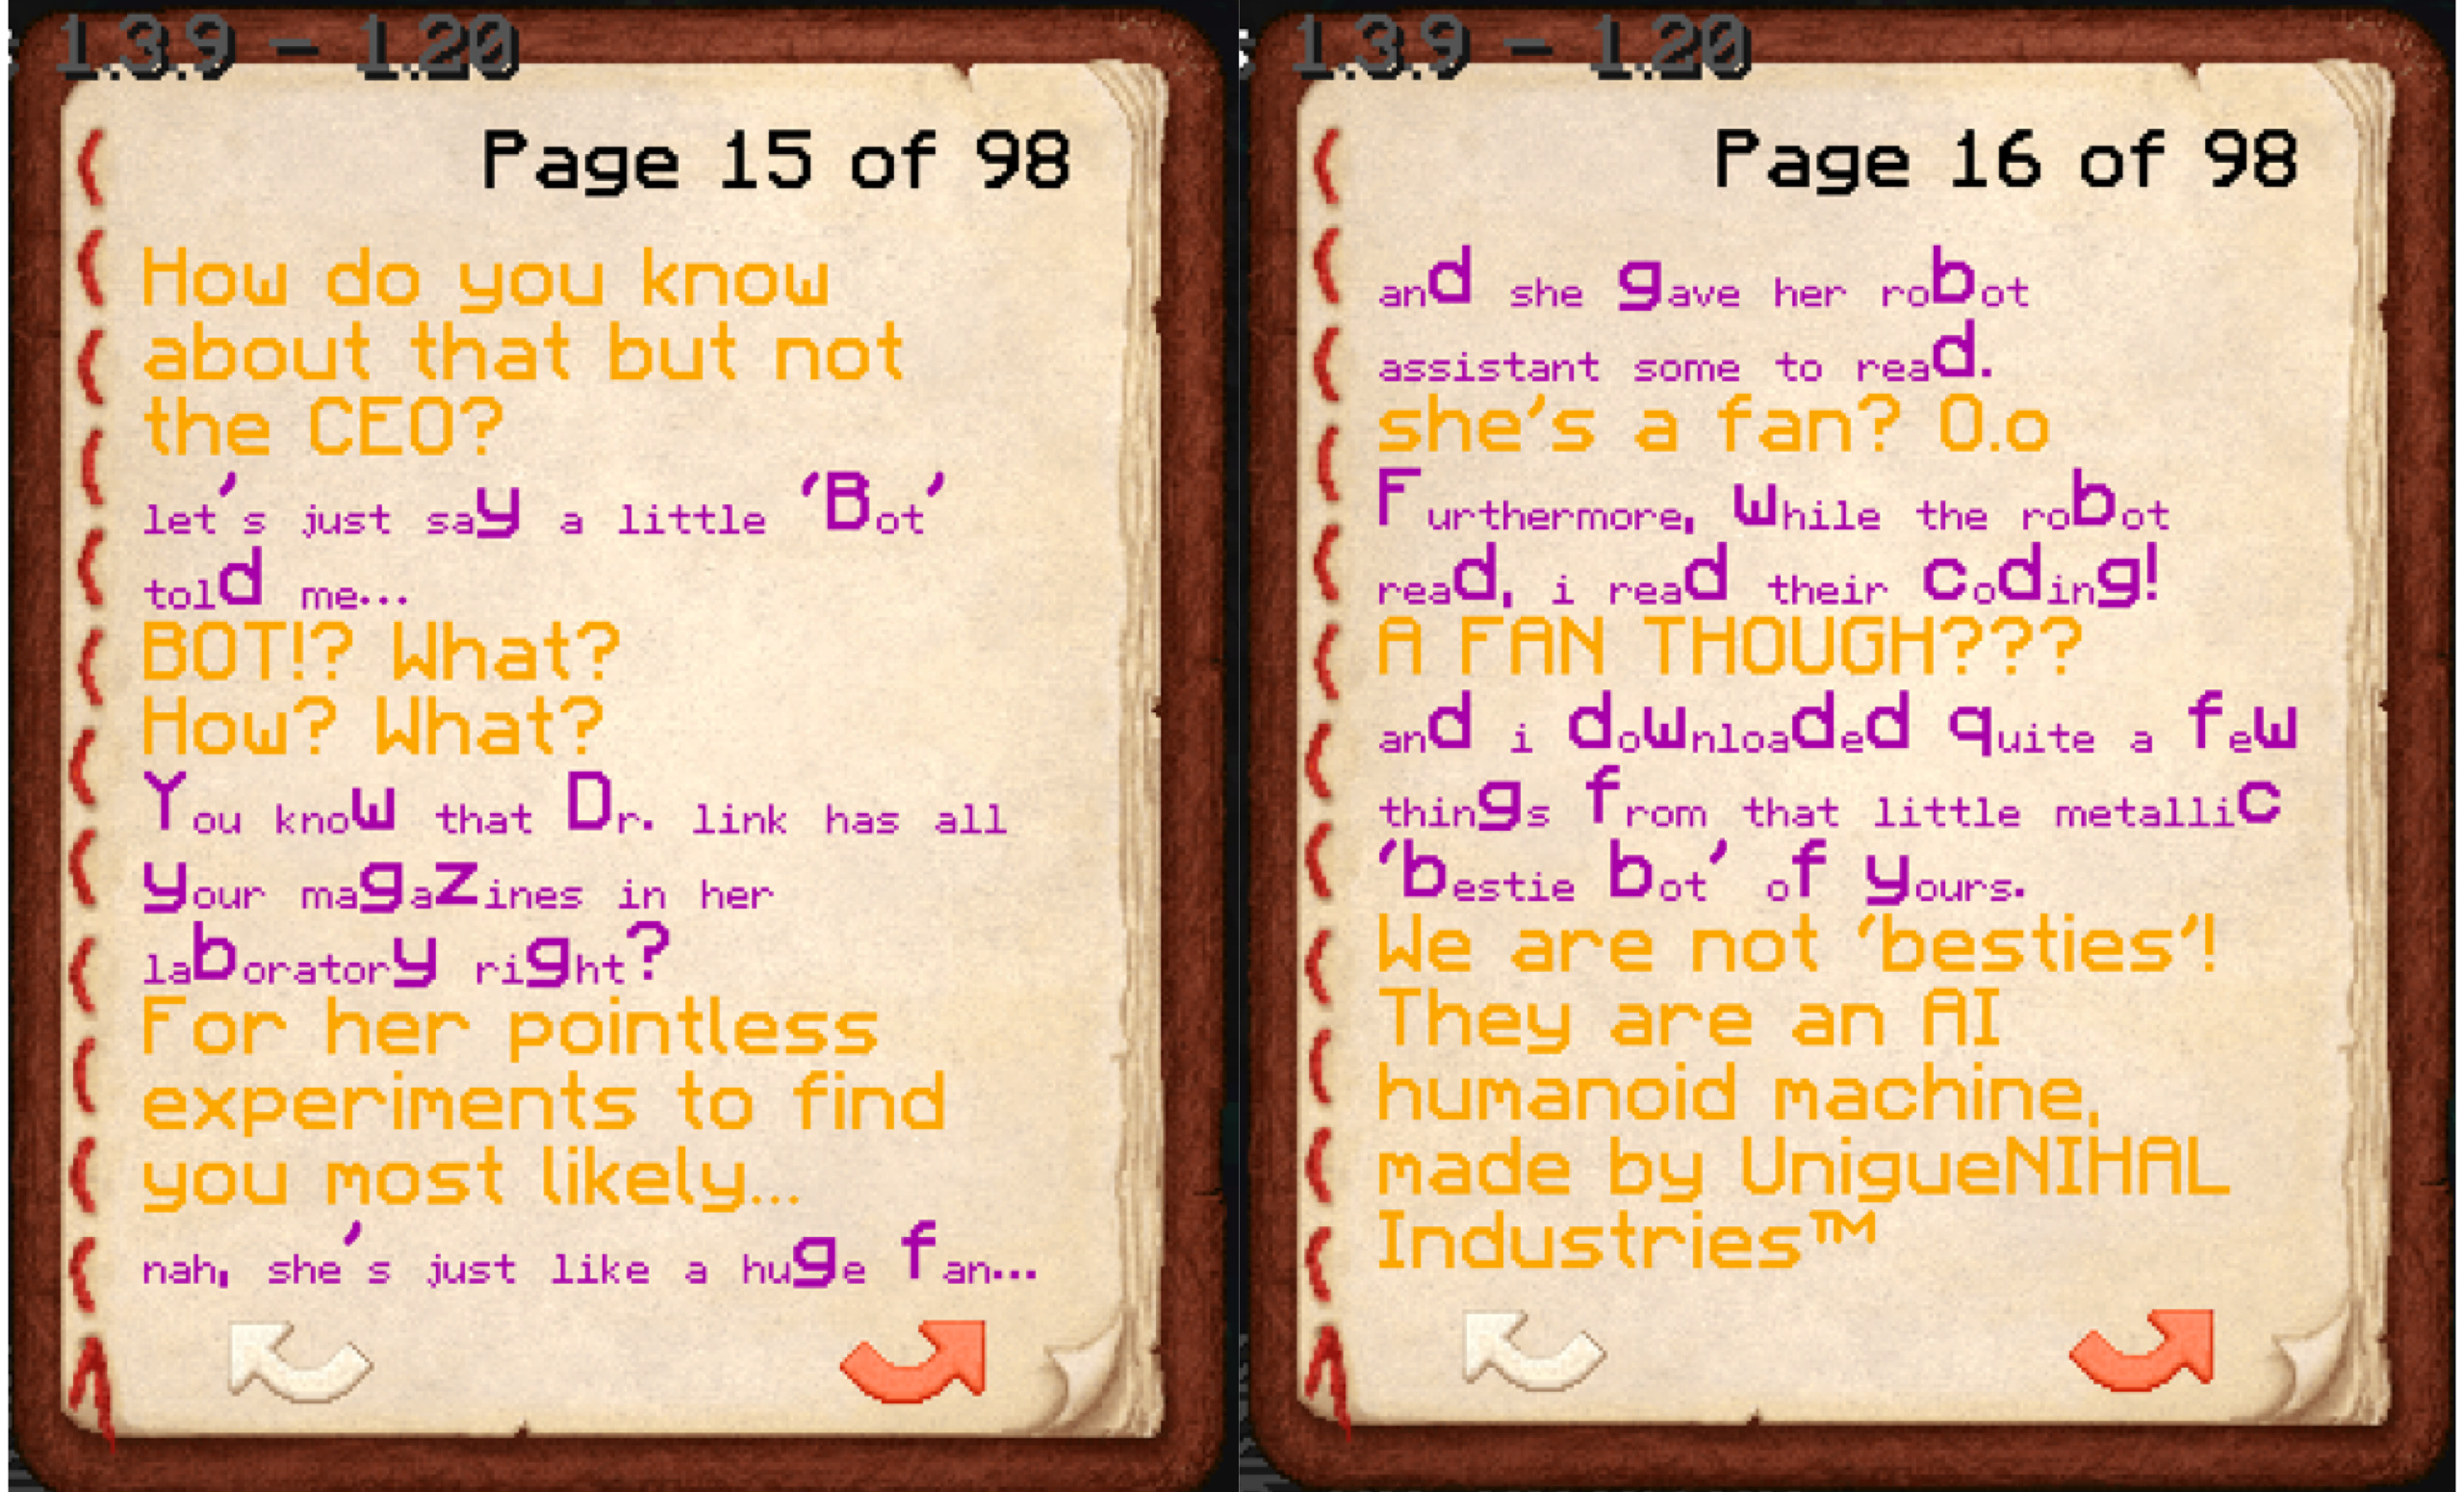 1.3.9 - 1.20
Page 15 of 98
How do you know
about that but not
the CEO?
let's just say a little 'Bot'
told me...
BOT!? What?
How? What?
You know that Dr. link has all
your magazines in her
laboratory right?
For her pointless
experiments to find
you most likely...
nah, she's just like a huge fan...
s 1.3.9 - 1.20
Page 16 of 98
and she gave her robot
assistant some to read.
she's a fan? O.o
Furthermore, while the robot
read, i read their coding!
A FAN THOUGH???
and i downloaded quite a few
things from that little metallic
'bestie bot' of yours.
We are not 'besties'!
They are an AI
humanoid machine,
made by UnigueNIHAL
Industries™